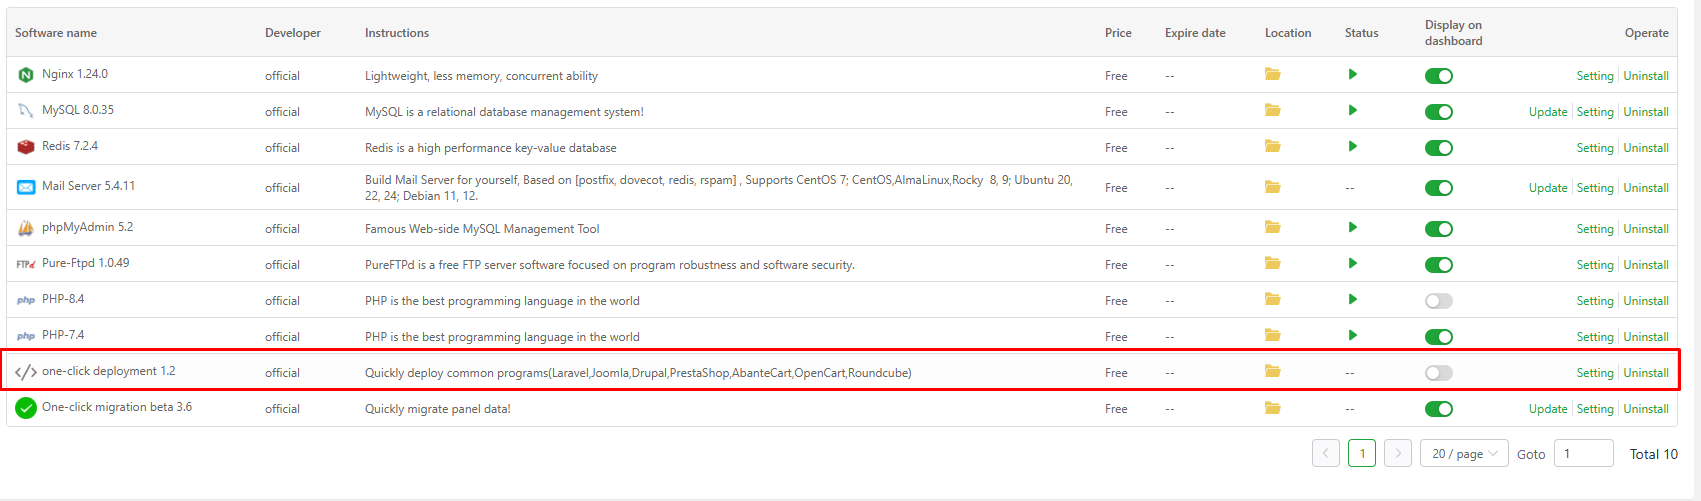 Software name Developer Instructions Price Expire date Location Status Display on dashboard Operate
Nginx 1.24.0 official Lightweight, less memory, concurrent ability Free -- Setting Uninstall
MySQL 8.0.35 official MySQL is a relational database management system! Free -- Update Setting Uninstall
Redis 7.2.4 official Redis is a high performance key-value database Free -- Setting Uninstall
Mail Server 5.4.11 official Build Mail Server for yourself, Based on [postfix, dovecot, redis, rspam] , Supports CentOS 7; CentOS,AlmaLinux,Rocky 8, 9; Ubuntu 20, 22, 24; Debian 11, 12. Free -- -- Update Setting Uninstall
phpMyAdmin 5.2 official Famous Web-side MySQL Management Tool Free -- Setting Uninstall
FTPd Pure-Ftpd 1.0.49 official PureFTPd is a free FTP server software focused on program robustness and software security. Free -- Setting Uninstall
php PHP-8.4 official PHP is the best programming language in the world Free -- Setting Uninstall
php PHP-7.4 official PHP is the best programming language in the world Free -- Setting Uninstall
one-click deployment 1.2 official Quickly deploy common programs(Laravel,Joomla,Drupal,PrestaShop,AbanteCart,OpenCart,Roundcube) Free -- -- Setting Uninstall
One-click migration beta 3.6 official Quickly migrate panel data! Free -- -- Update Setting Uninstall
1 20 / page Goto 1 Total 10